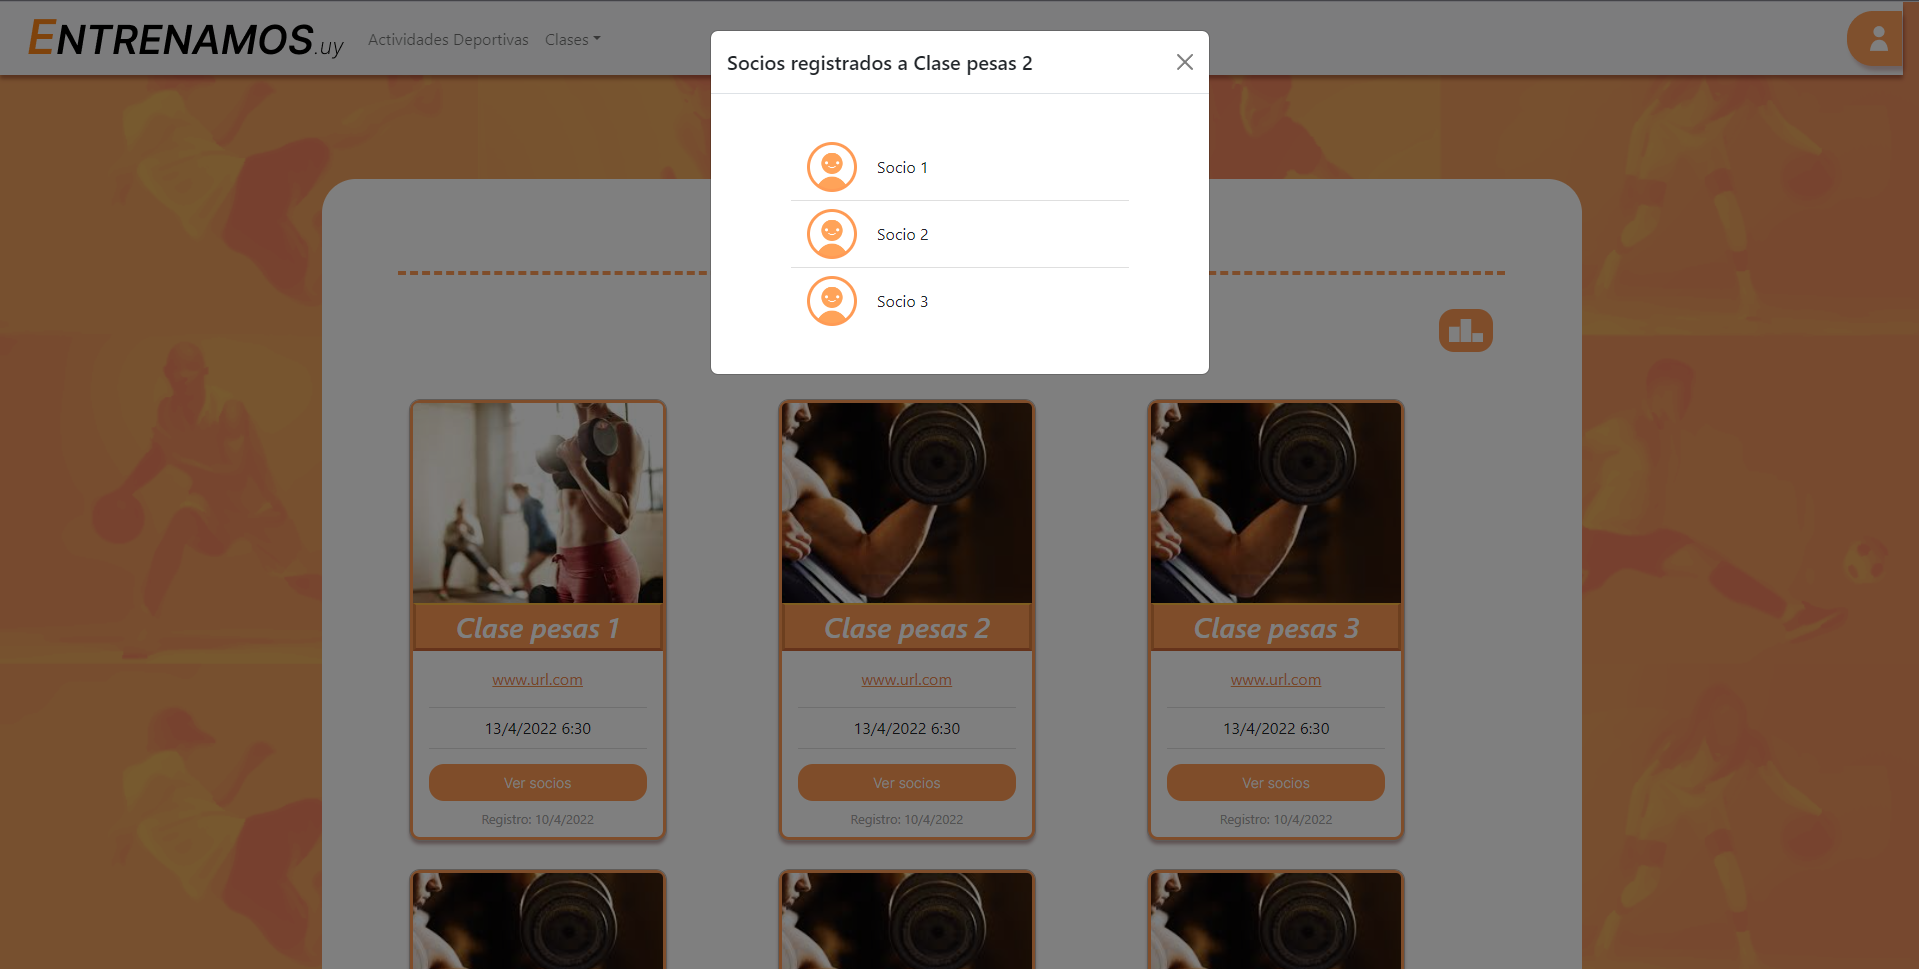 ENTRENAMOS.uy
Actividades Deportivas
Clases
Socios registrados a Clase pesas 2
Socio 1
Socio 2
Socio 3
Clase pesas 1
www.url.com
13/4/2022 6:30
Ver socios
Registro: 10/4/2022
Clase pesas 2
www.url.com
13/4/2022 6:30
Ver socios
Registro: 10/4/2022
Clase pesas 3
www.url.com
13/4/2022 6:30
Ver socios
Registro: 10/4/2022